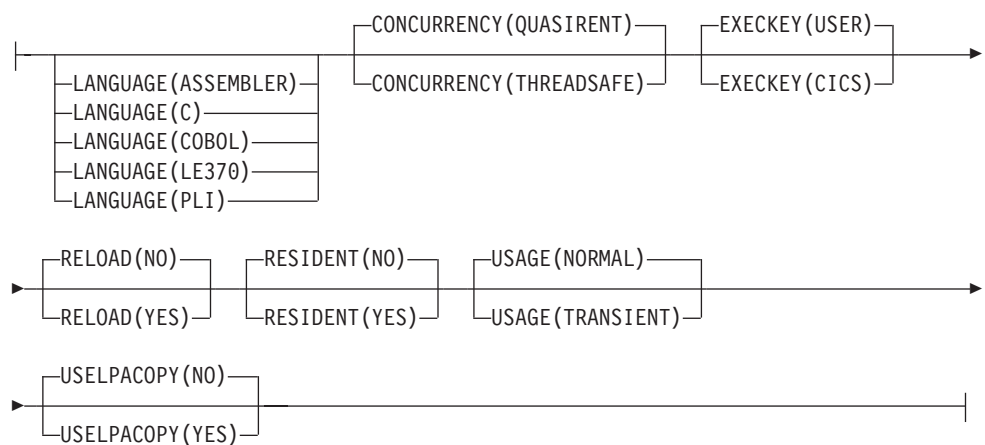 CONCURRENCY(QUASIRENT) EXECKEY(USER)
LANGUAGE(ASSEMBLER) CONCURRENCY(THREADSAFE) EXECKEY(CICS)
LANGUAGE(C)
LANGUAGE(COBOL)
LANGUAGE(LE370)
LANGUAGE(PLI)
RELOAD(NO) RESIDENT(NO) USAGE(NORMAL)
RELOAD(YES) RESIDENT(YES) USAGE(TRANSIENT)
USELPACOPY(NO)
USELPACOPY(YES)